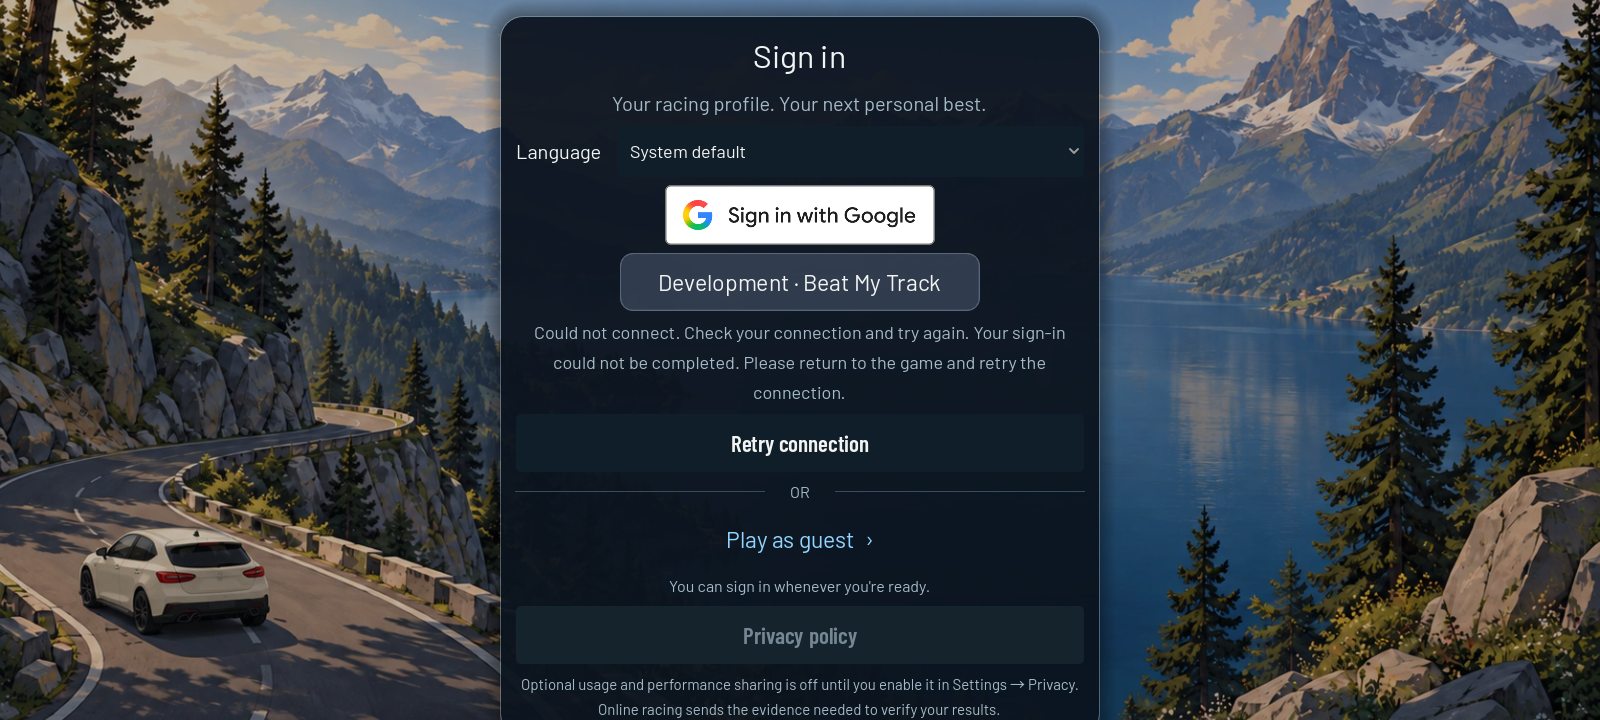 Sign in
Your racing profile. Your next personal best.
Language
System default
Sign in with Google
Development · Beat My Track
Could not connect. Check your connection and try again. Your sign-in
could not be completed. Please return to the game and retry the
connection.
Retry connection
OR
Play as guest ›
You can sign in whenever you're ready.
Privacy policy
Optional usage and performance sharing is off until you enable it in Settings → Privacy.
Online racing sends the evidence needed to verify your results.